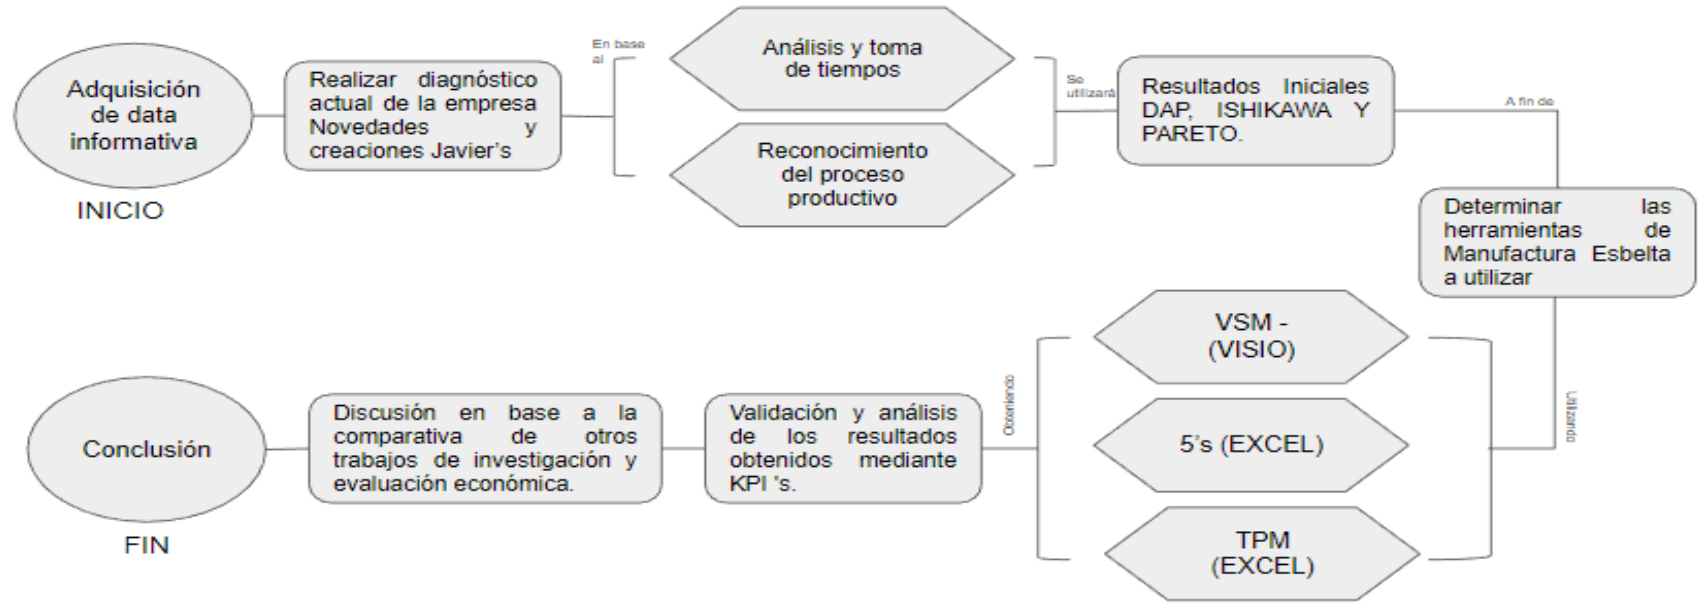 Adquisición
de data
informativa
INICIO
Realizar diagnóstico
actual de la empresa
Novedades y
creaciones Javier's
En base
al
Análisis y toma
de tiempos
Reconocimiento
del proceso
productivo
Se
utilizará
Resultados Iniciales
DAP, ISHIKAWA Y
PARETO.
A fin de
Determinar las
herramientas de
Manufactura Esbelta
a utilizar
Utilizando
VSM -
(VISIO)
5's (EXCEL)
TPM
(EXCEL)
Obteniendo
Validación y análisis
de los resultados
obtenidos mediante
KPI 's.
Discusión en base a la
comparativa de otros
trabajos de investigación y
evaluación económica.
Conclusión
FIN